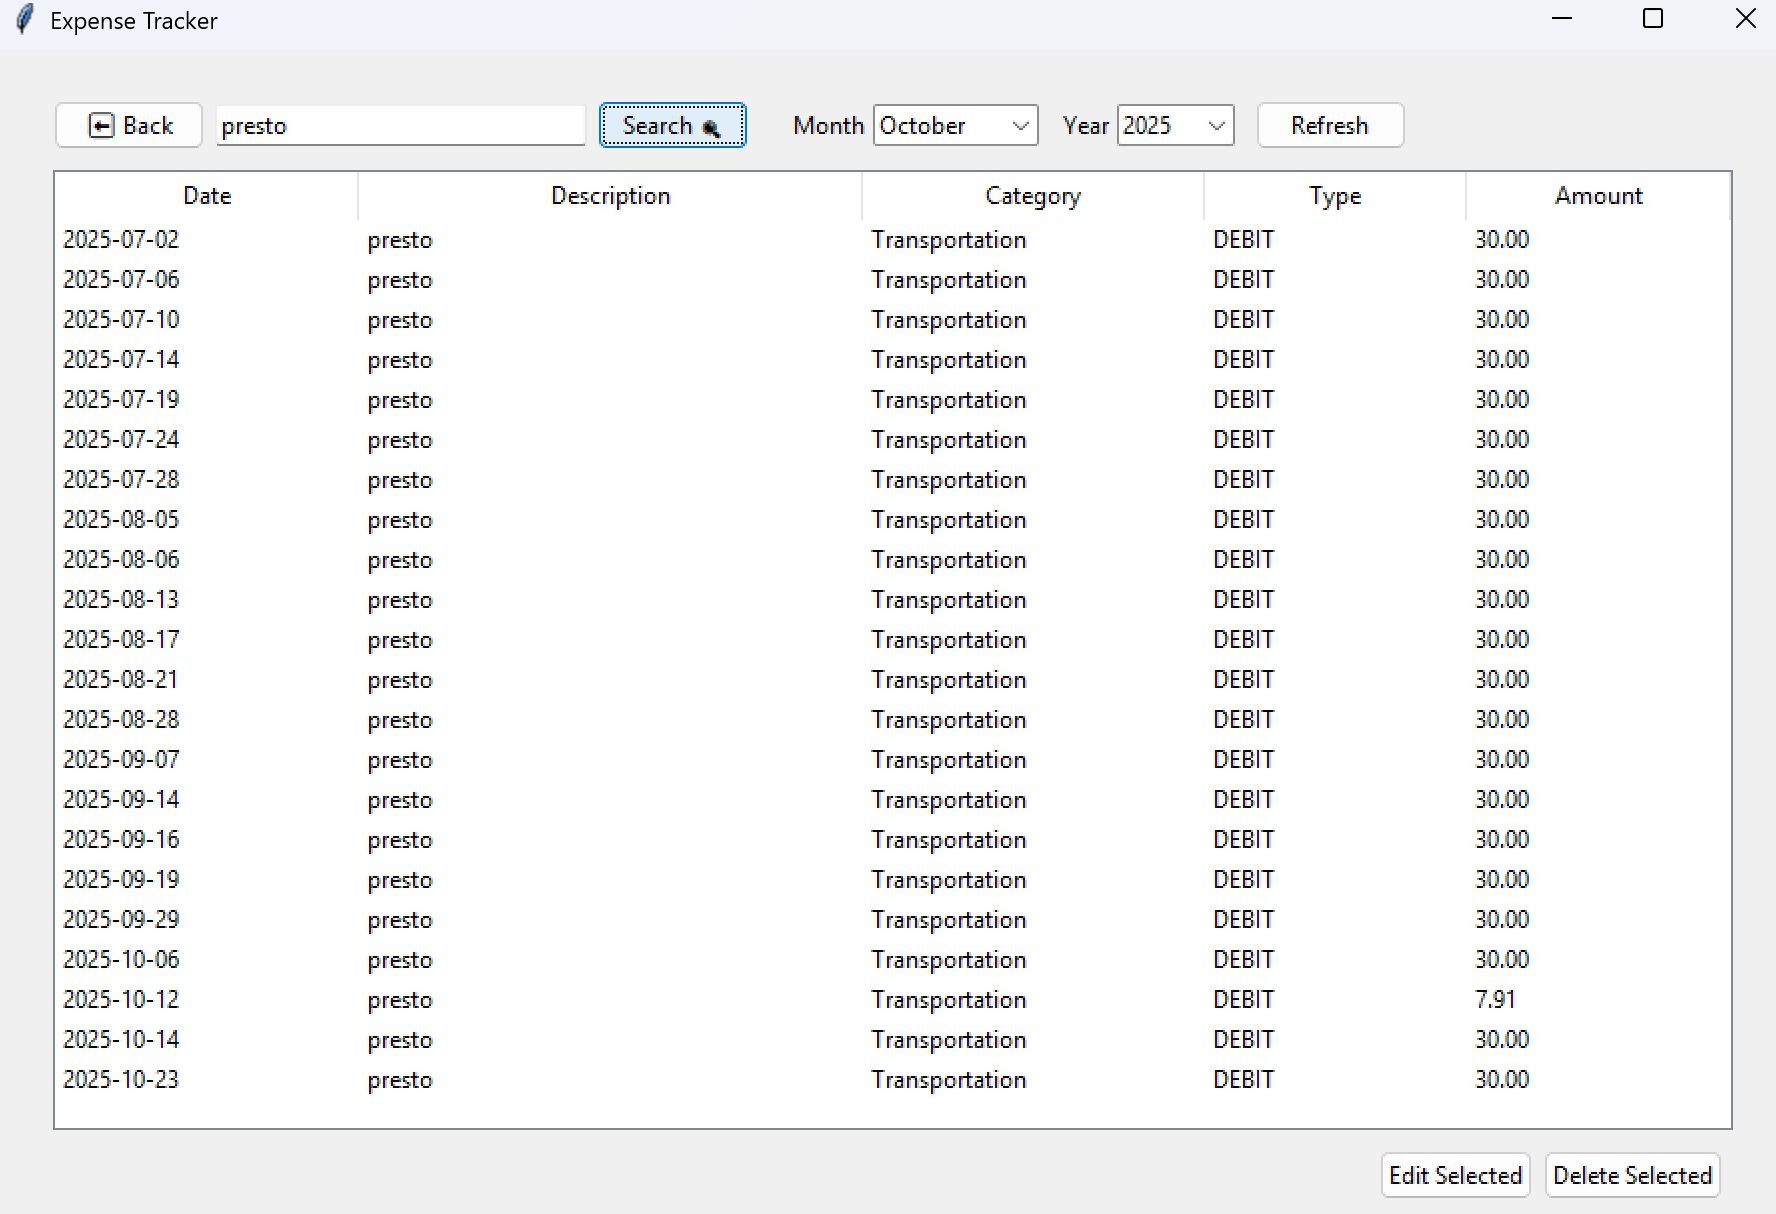 Expense Tracker
Back presto Search Month October Year 2025 Refresh
Date Description Category Type Amount
2025-07-02 presto Transportation DEBIT 30.00
2025-07-06 presto Transportation DEBIT 30.00
2025-07-10 presto Transportation DEBIT 30.00
2025-07-14 presto Transportation DEBIT 30.00
2025-07-19 presto Transportation DEBIT 30.00
2025-07-24 presto Transportation DEBIT 30.00
2025-07-28 presto Transportation DEBIT 30.00
2025-08-05 presto Transportation DEBIT 30.00
2025-08-06 presto Transportation DEBIT 30.00
2025-08-13 presto Transportation DEBIT 30.00
2025-08-17 presto Transportation DEBIT 30.00
2025-08-21 presto Transportation DEBIT 30.00
2025-08-28 presto Transportation DEBIT 30.00
2025-09-07 presto Transportation DEBIT 30.00
2025-09-14 presto Transportation DEBIT 30.00
2025-09-16 presto Transportation DEBIT 30.00
2025-09-19 presto Transportation DEBIT 30.00
2025-09-29 presto Transportation DEBIT 30.00
2025-10-06 presto Transportation DEBIT 30.00
2025-10-12 presto Transportation DEBIT 7.91
2025-10-14 presto Transportation DEBIT 30.00
2025-10-23 presto Transportation DEBIT 30.00
Edit Selected Delete Selected